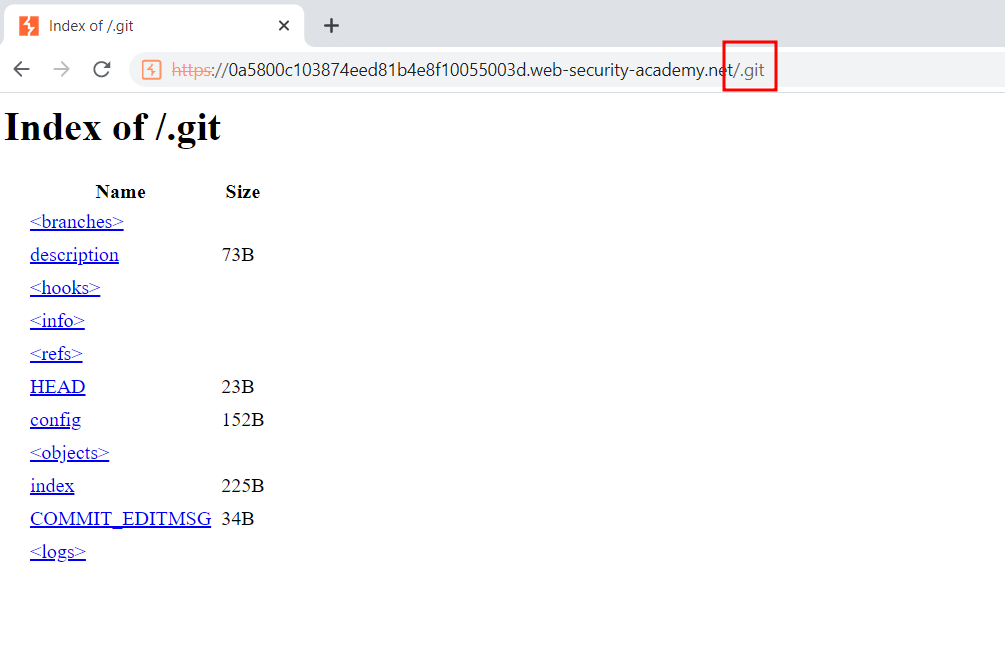 Index of /.git
https://0a5800c103874eed81b4e8f10055003d.web-security-academy.net/.git
Index of /.git
Name Size
<branches>
description 73B
<hooks>
<info>
<refs>
HEAD 23B
config 152B
<objects>
index 225B
COMMIT_EDITMSG 34B
<logs>